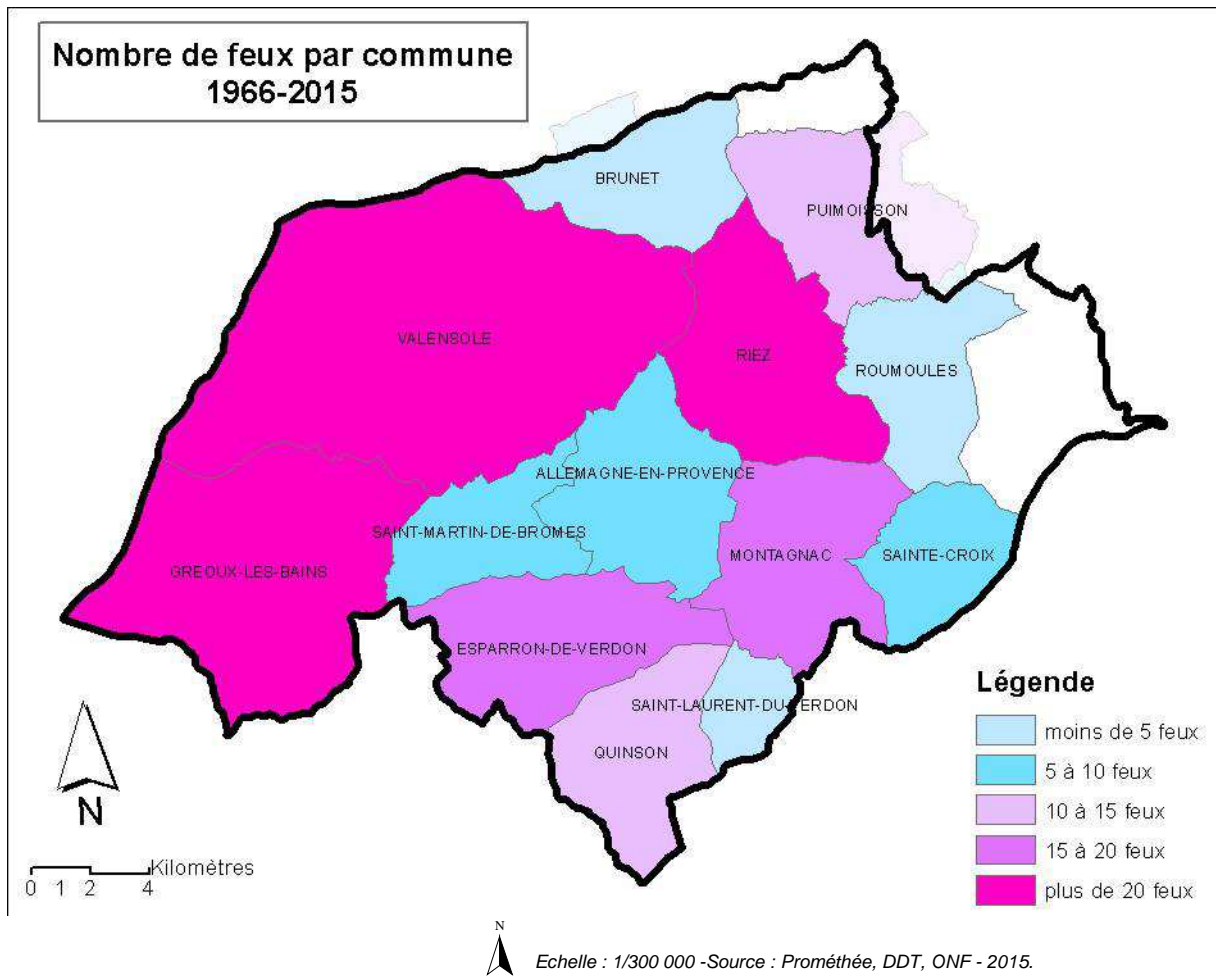 Nombre de feux par commune
1966-2015
BRUNET
PUIMOISSON
VALENSOLE
RIEZ
ROUMOULES
ALLEMAGNE-EN-PROVENCE
SAINT-MARTIN-DE-BROMES
MONTAGNAC
SAINTE-CROIX
GREOUX-LES-BAINS
ESPARRON-DE-VERDON
SAINT-LAURENT-DU-VERDON
QUINSON
Légende
moins de 5 feux
5 à 10 feux
10 à 15 feux
15 à 20 feux
plus de 20 feux
N
Kilomètres
0 1 2 4
N
Echelle : 1/300 000 -Source : Prométhée, DDT, ONF - 2015.